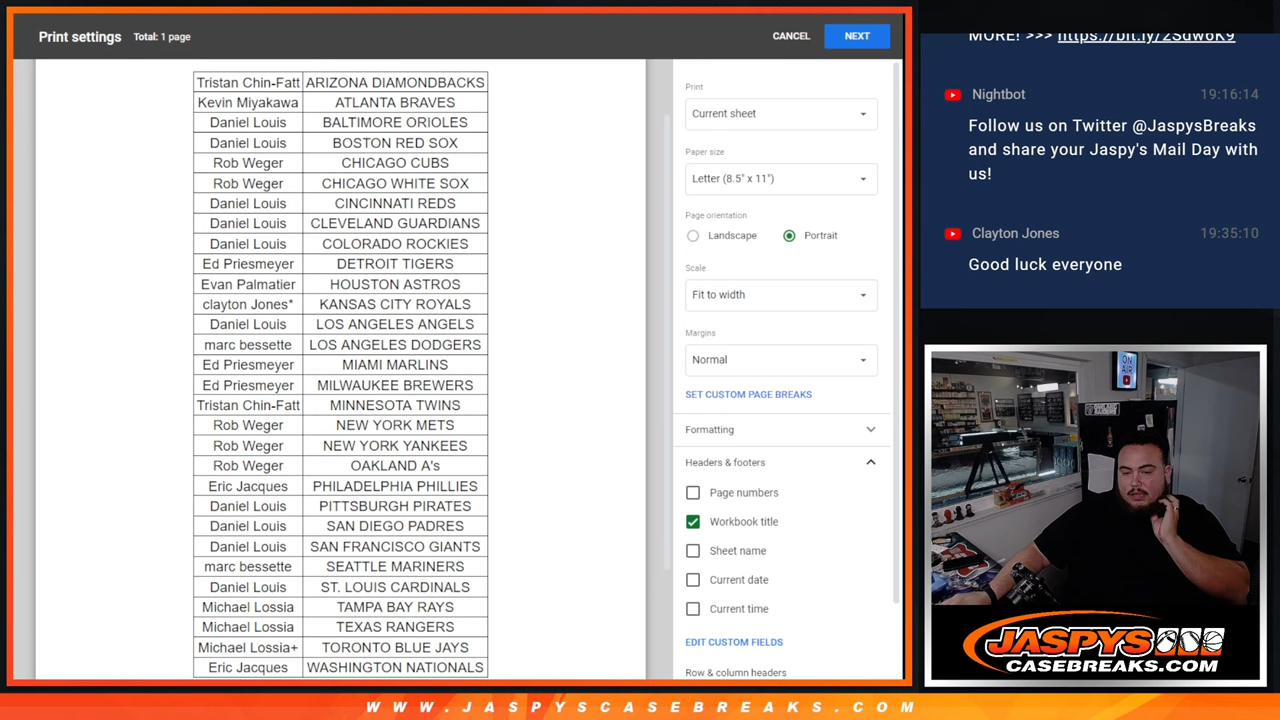 Print settings Total: 1 page CANCEL NEXT
Tristan Chin-Fatt ARIZONA DIAMONDBACKS
Kevin Miyakawa ATLANTA BRAVES
Daniel Louis BALTIMORE ORIOLES
Daniel Louis BOSTON RED SOX
Rob Weger CHICAGO CUBS
Rob Weger CHICAGO WHITE SOX
Daniel Louis CINCINNATI REDS
Daniel Louis CLEVELAND GUARDIANS
Daniel Louis COLORADO ROCKIES
Ed Priesmeyer DETROIT TIGERS
Evan Palmatier HOUSTON ASTROS
clayton Jones* KANSAS CITY ROYALS
Daniel Louis LOS ANGELES ANGELS
marc bessette LOS ANGELES DODGERS
Ed Priesmeyer MIAMI MARLINS
Ed Priesmeyer MILWAUKEE BREWERS
Tristan Chin-Fatt MINNESOTA TWINS
Rob Weger NEW YORK METS
Rob Weger NEW YORK YANKEES
Rob Weger OAKLAND A's
Eric Jacques PHILADELPHIA PHILLIES
Daniel Louis PITTSBURGH PIRATES
Daniel Louis SAN DIEGO PADRES
Daniel Louis SAN FRANCISCO GIANTS
marc bessette SEATTLE MARINERS
Daniel Louis ST. LOUIS CARDINALS
Michael Lossia TAMPA BAY RAYS
Michael Lossia TEXAS RANGERS
Michael Lossia+ TORONTO BLUE JAYS
Eric Jacques WASHINGTON NATIONALS
Print
Current sheet
Paper size
Letter (8.5" x 11")
Page orientation
Landscape Portrait
Scale
Fit to width
Margins
Normal
SET CUSTOM PAGE BREAKS
Formatting
Headers & footers
Page numbers
Workbook title
Sheet name
Current date
Current time
EDIT CUSTOM FIELDS
Row & column headers
MORE! >>> https://bit.ly/2Sdw6K9
Nightbot 19:16:14
Follow us on Twitter @JaspysBreaks
and share your Jaspy's Mail Day with
us!
Clayton Jones 19:35:10
Good luck everyone
ON
AIR
JASPYS
CASEBREAKS.COM
WWW.JASPYSCASEBREAKS.COM